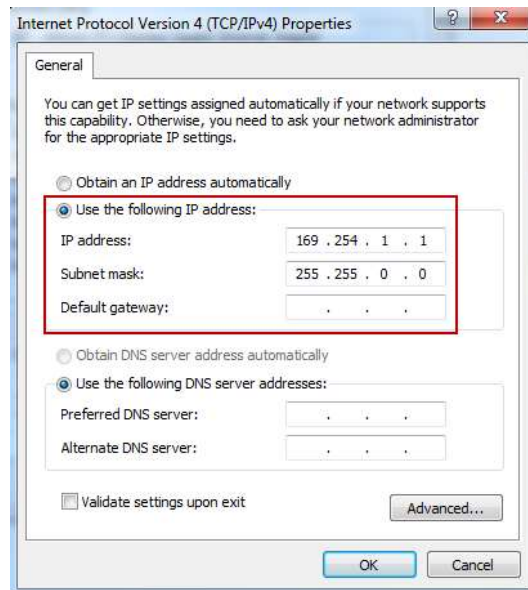 Internet Protocol Version 4 (TCP/IPv4) Properties
General
You can get IP settings assigned automatically if your network supports
this capability. Otherwise, you need to ask your network administrator
for the appropriate IP settings.
Obtain an IP address automatically
Use the following IP address:
IP address: 169 . 254 . 1 . 1
Subnet mask: 255 . 255 . 0 . 0
Default gateway: . . .
Obtain DNS server address automatically
Use the following DNS server addresses:
Preferred DNS server: . . .
Alternate DNS server: . . .
Validate settings upon exit
Advanced...
OK Cancel